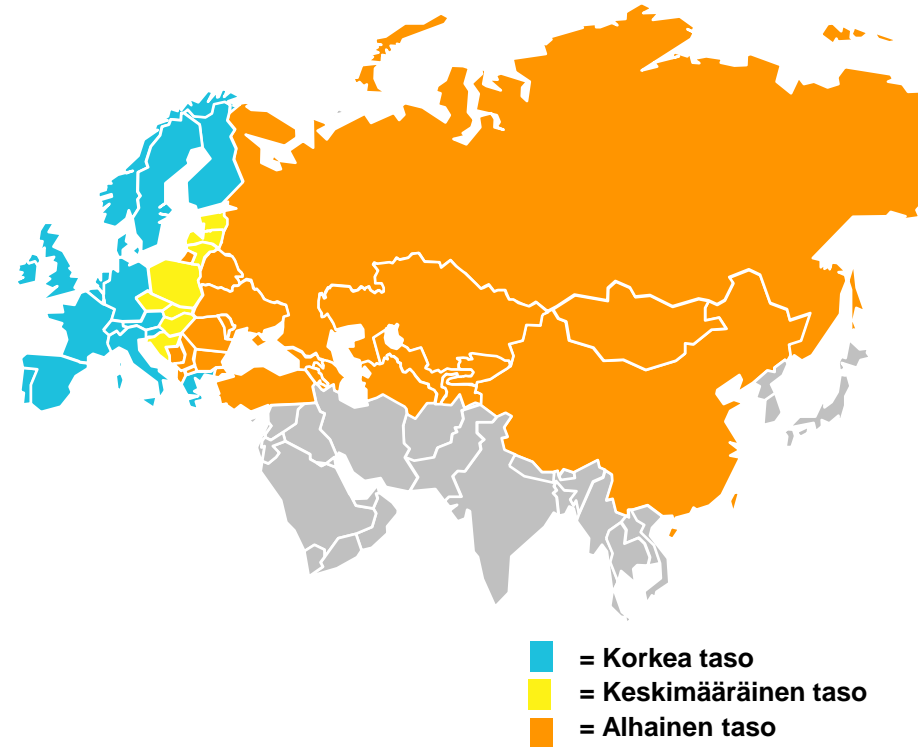 = Korkea taso
= Keskimääräinen taso
= Alhainen taso